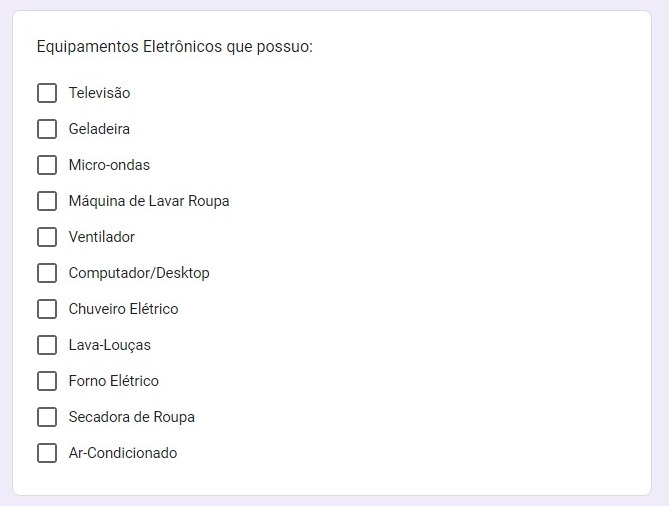 Equipamentos Eletrônicos que possuo:
Televisão
Geladeira
Micro-ondas
Máquina de Lavar Roupa
Ventilador
Computador/Desktop
Chuveiro Elétrico
Lava-Louças
Forno Elétrico
Secadora de Roupa
Ar-Condicionado